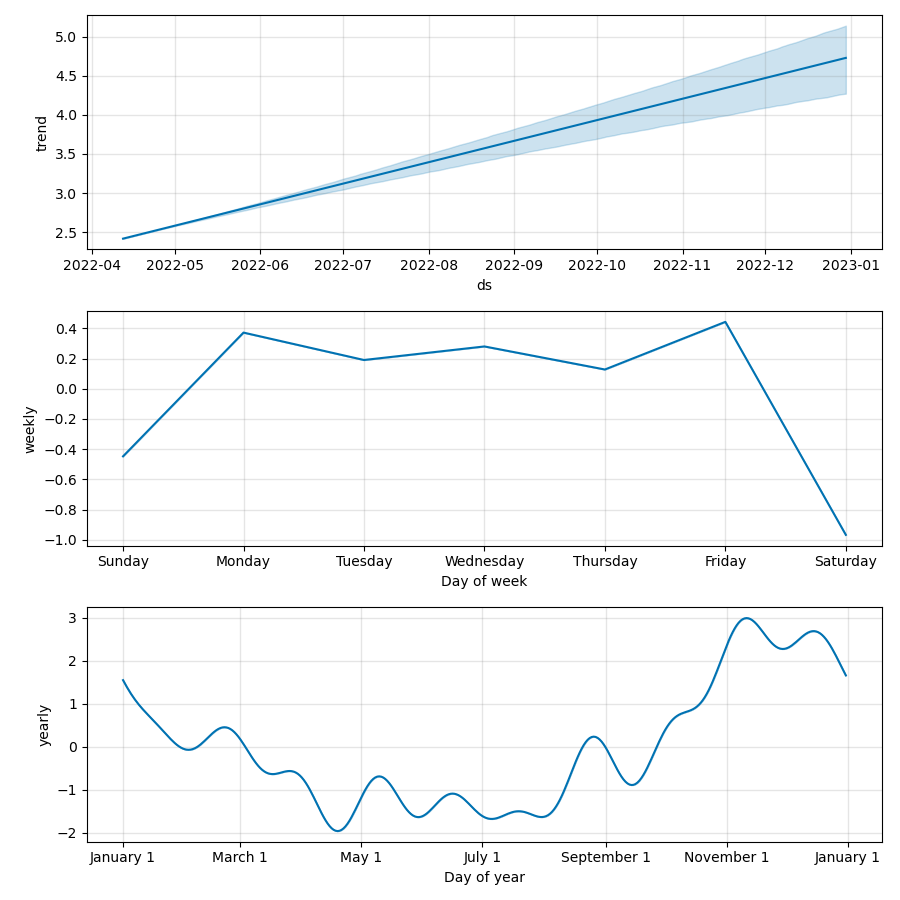 5.0
4.5
4.0
3.5
3.0
2.5
trend
2022-04 2022-05 2022-06 2022-07 2022-08 2022-09 2022-10 2022-11 2022-12 2023-01
ds
0.4
0.2
0.0
−0.2
−0.4
−0.6
−0.8
−1.0
weekly
Sunday Monday Tuesday Wednesday Thursday Friday Saturday
Day of week
3
2
1
0
−1
−2
yearly
January 1 March 1 May 1 July 1 September 1 November 1 January 1
Day of year